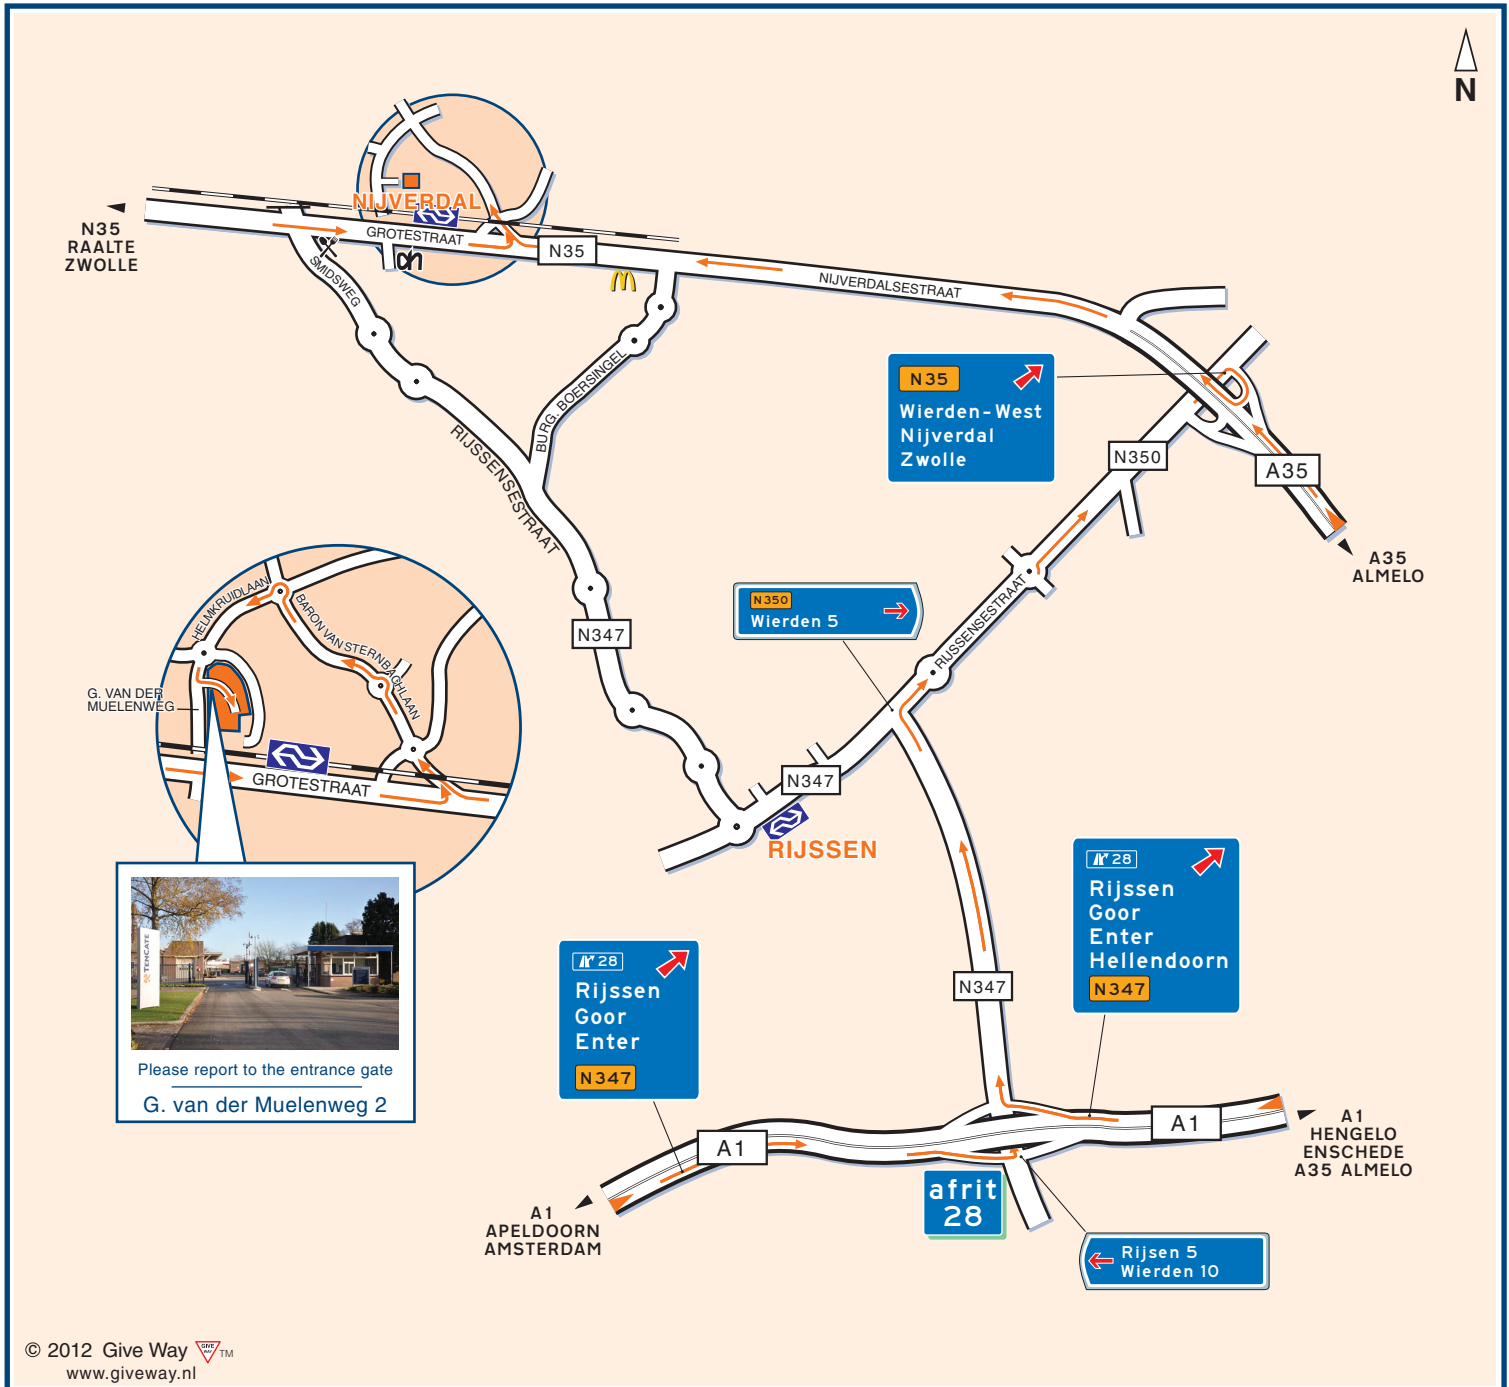 N
N35
RAALTE
ZWOLLE
NIJVERDAL
GROTESTRAAT
N35
SMIDSWEG
NIJVERDALSESTRAAT
BURG. BOERSINGEL
RIJSSENSESTRAAT
N35
Wierden-West
Nijverdal
Zwolle
N350
A35
A35
ALMELO
N350
Wierden 5
RIJSSENSESTRAAT
N347
HELMKRUIDLAAN
BARON VAN STERNBACHLAAN
G. VAN DER
MUELENWEG
GROTESTRAAT
N347
RIJSSEN
TENCATE
Please report to the entrance gate
G. van der Muelenweg 2
28
Rijssen
Goor
Enter
N347
28
Rijssen
Goor
Enter
Hellendoorn
N347
N347
A1
A1
A1
HENGELO
ENSCHEDE
A35 ALMELO
A1
APELDOORN
AMSTERDAM
afrit
28
Rijsen 5
Wierden 10
© 2012 Give Way GIVE WAY TM
www.giveway.nl